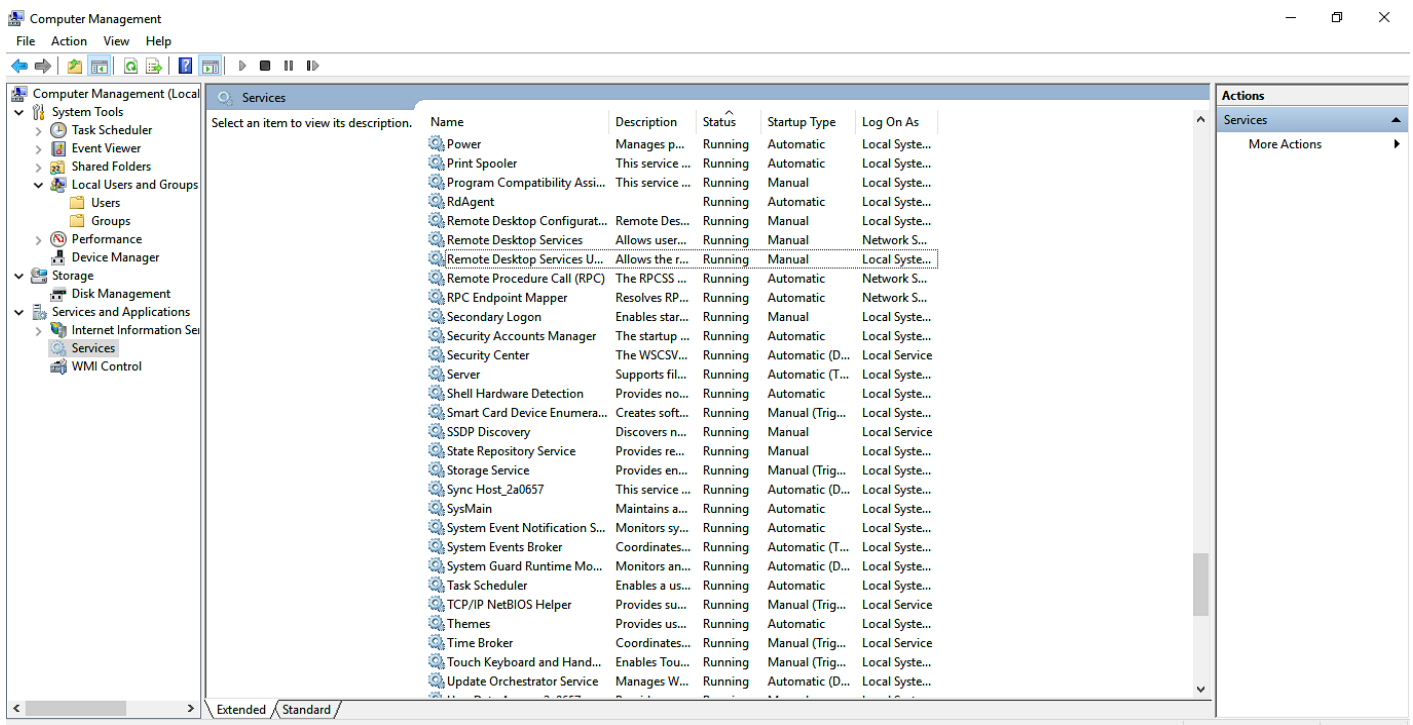 Computer Management
File Action View Help
Computer Management (Local
System Tools
Task Scheduler
Event Viewer
Shared Folders
Local Users and Groups
Users
Groups
Performance
Device Manager
Storage
Disk Management
Services and Applications
Internet Information Ser
Services
WMI Control
Services
Select an item to view its description.
Name Description Status Startup Type Log On As
Power Manages p... Running Automatic Local Syste...
Print Spooler This service ... Running Automatic Local Syste...
Program Compatibility Assi... This service ... Running Manual Local Syste...
RdAgent Running Automatic Local Syste...
Remote Desktop Configurat... Remote Des... Running Manual Local Syste...
Remote Desktop Services Allows user... Running Manual Network S...
Remote Desktop Services U... Allows the r... Running Manual Local Syste...
Remote Procedure Call (RPC) The RPCSS ... Running Automatic Network S...
RPC Endpoint Mapper Resolves RP... Running Automatic Network S...
Secondary Logon Enables star... Running Manual Local Syste...
Security Accounts Manager The startup ... Running Automatic Local Syste...
Security Center The WSCSV... Running Automatic (D... Local Service
Server Supports fil... Running Automatic (T... Local Syste...
Shell Hardware Detection Provides no... Running Automatic Local Syste...
Smart Card Device Enumera... Creates soft... Running Manual (Trig... Local Syste...
SSDP Discovery Discovers n... Running Manual Local Service
State Repository Service Provides re... Running Manual Local Syste...
Storage Service Provides en... Running Manual (Trig... Local Syste...
Sync Host_2a0657 This service ... Running Automatic (D... Local Syste...
SysMain Maintains a... Running Automatic Local Syste...
System Event Notification S... Monitors sy... Running Automatic Local Syste...
System Events Broker Coordinates... Running Automatic (T... Local Syste...
System Guard Runtime Mo... Monitors an... Running Automatic (D... Local Syste...
Task Scheduler Enables a us... Running Automatic Local Syste...
TCP/IP NetBIOS Helper Provides su... Running Manual (Trig... Local Service
Themes Provides us... Running Automatic Local Syste...
Time Broker Coordinates... Running Manual (Trig... Local Service
Touch Keyboard and Hand... Enables Tou... Running Manual (Trig... Local Syste...
Update Orchestrator Service Manages W... Running Automatic (D... Local Syste...
Extended Standard
Actions
Services
More Actions